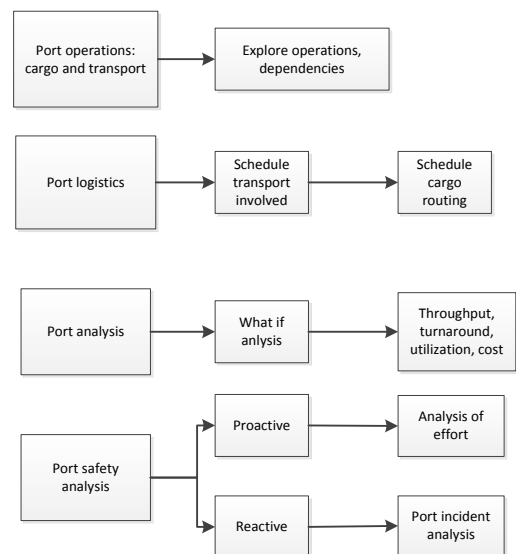 Port operations:
cargo and transport
Explore operations,
dependencies
Port logistics
Schedule
transport
involved
Schedule
cargo
routing
Port analysis
What if
anlysis
Throughput,
turnaround,
utilization, cost
Port safety
analysis
Proactive
Analysis of
effort
Reactive
Port incident
analysis